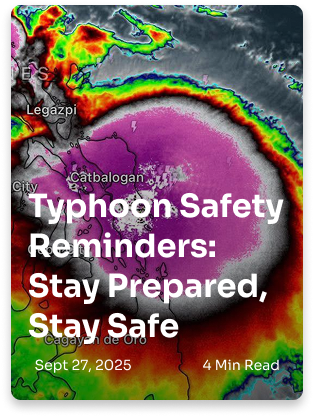 E S
Legazpi
Catbalogan
City
Typhoon Safety
Reminders:
Stay Prepared,
Stay Safe
Cagayan de Oro
Sept 27, 2025
4 Min Read